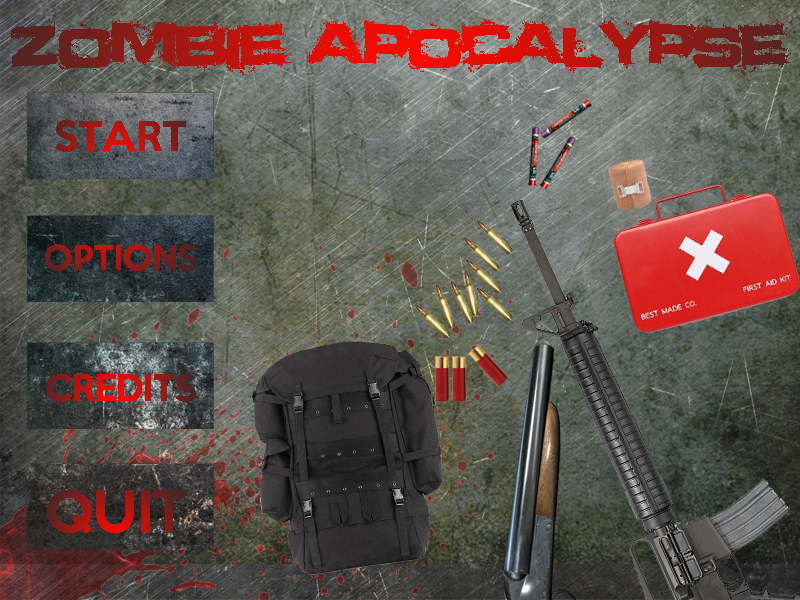 ZOMBIE APOCALYPSE
START
OPTIONS
CREDITS
QUIT
BEST MADE CO.
FIRST AID KIT